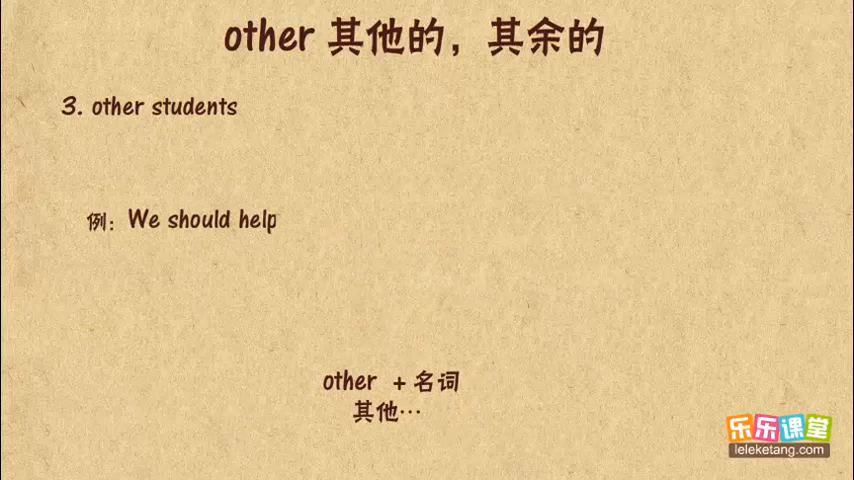 other 其他的，其余的
3. other students
例：We should help
other + 名词
其他…
乐乐课堂
leleketang.com